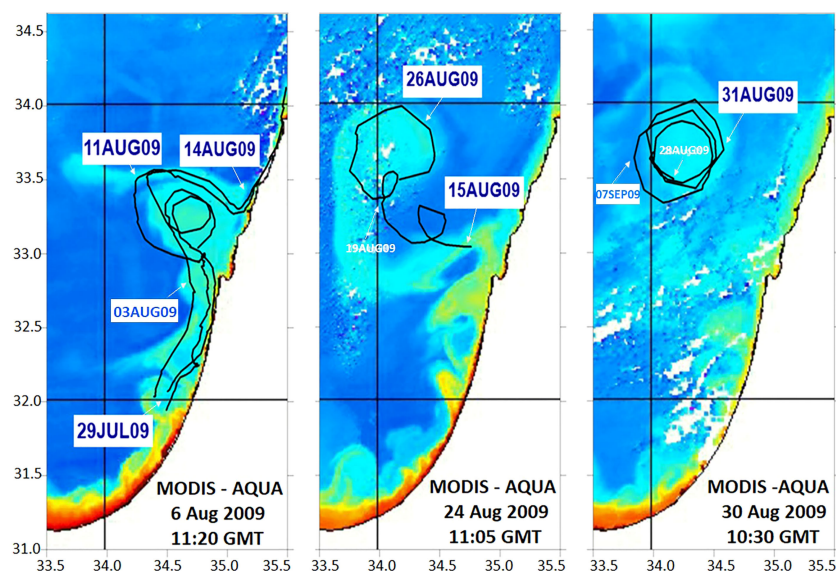 34.5
34.0
33.5
33.0
32.5
32.0
31.5
31.0
11AUG09
14AUG09
03AUG09
29JUL09
MODIS - AQUA
6 Aug 2009
11:20 GMT
33.5 34.0 34.5 35.0 35.5
26AUG09
15AUG09
19AUG09
MODIS - AQUA
24 Aug 2009
11:05 GMT
33.5 34.0 34.5 35.0 35.5
31AUG09
28AUG09
07SEP09
MODIS - AQUA
30 Aug 2009
10:30 GMT
33.5 34.0 34.5 35.0 35.5